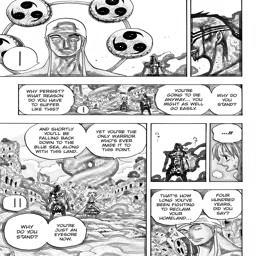 WHY DO
YOU
STAND?
YOU'RE
GOING TO DIE
ANYWAY... YOU
MIGHT AS WELL
GO EASILY.
WHY PERSIST?
WHAT REASON
DO YOU HAVE
TO SUFFER
LIKE THIS?
...!!
FOUR
HUNDRED
YEARS,
DID YOU
SAY?
THAT'S HOW
LONG YOU'VE
BEEN FIGHTING
TO RECLAIM
YOUR
HOMELAND...
YET YOU'RE THE
ONLY WARRIOR
WHO'S EVER
MADE IT TO
THIS POINT.
AND SHORTLY
YOU'LL BE
FALLING BACK
DOWN TO THE
BLUE SEA, ALONG
WITH THIS LAND.
YOU'RE
JUST AN
EYESORE
NOW.
WHY DO
YOU
STAND?